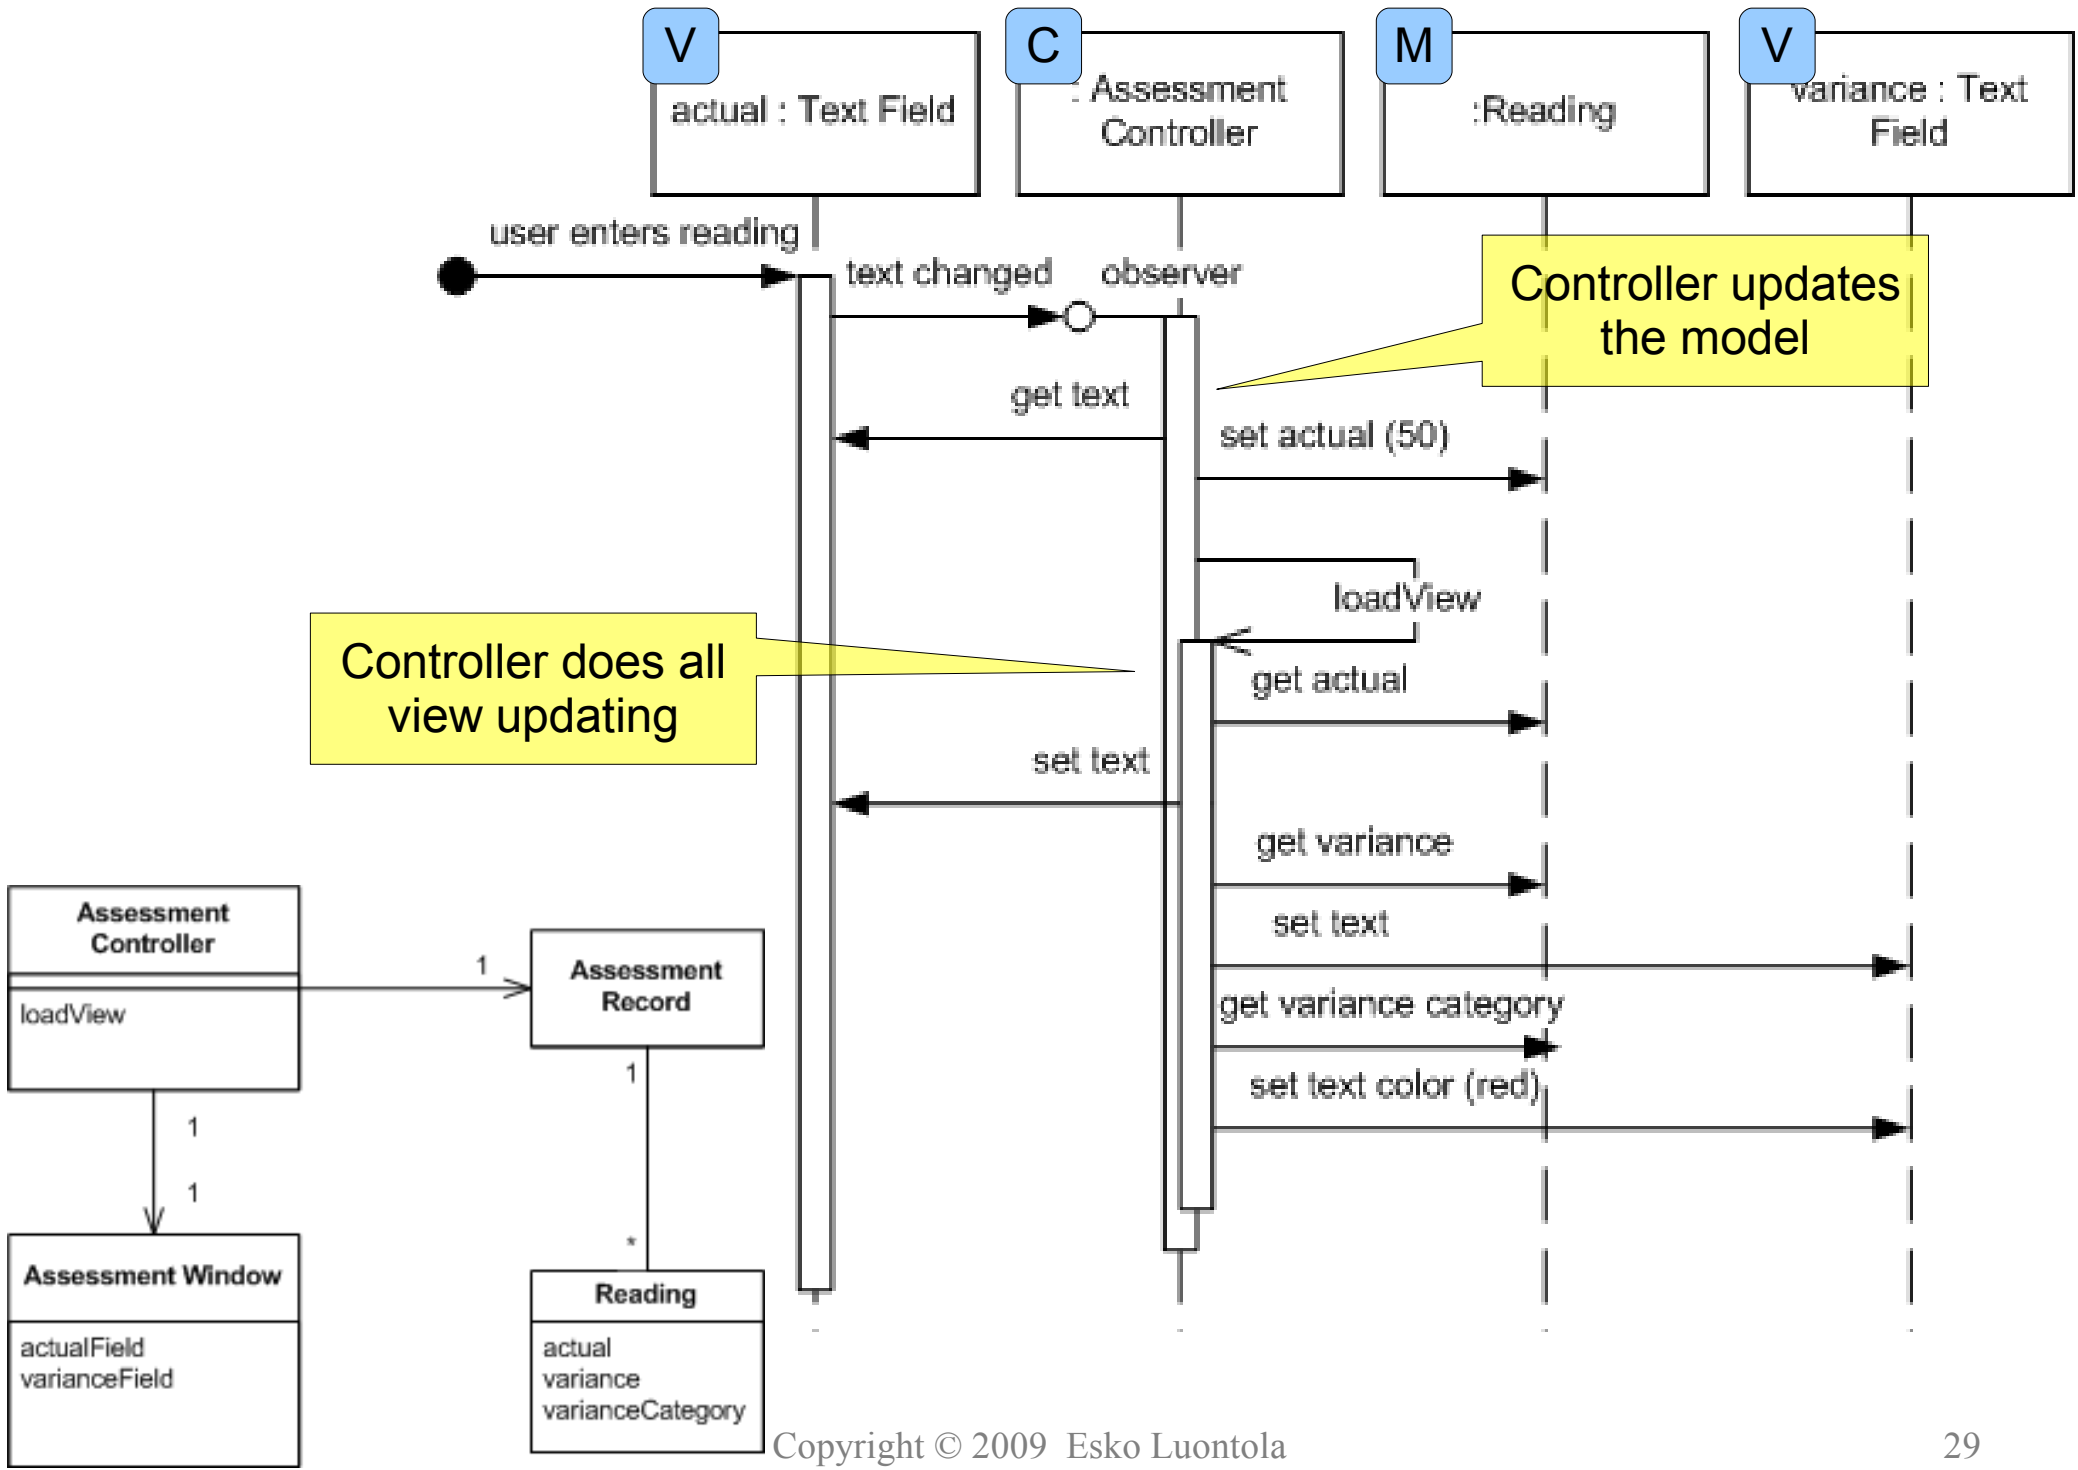 V
C
M
V
actual : Text Field
: Assessment
Controller
:Reading
variance : Text
Field
user enters reading
text changed
observer
Controller updates
the model
get text
set actual (50)
loadView
Controller does all
view updating
get actual
set text
get variance
set text
get variance category
set text color (red)
Assessment
Controller
loadView
1
Assessment
Record
1
1
1
*
Assessment Window
actualField
varianceField
Reading
actual
variance
varianceCategory
Copyright © 2009 Esko Luontola
29